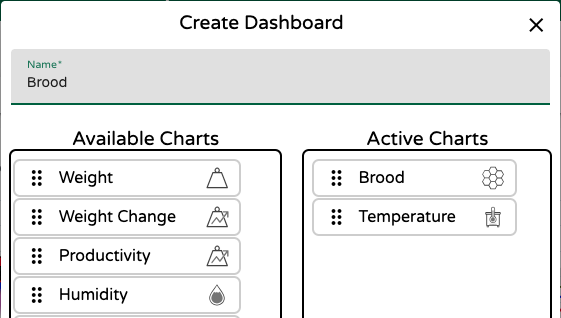 Create Dashboard
Name*
Brood
Available Charts
Weight
Weight Change
Productivity
Humidity
Active Charts
Brood
Temperature